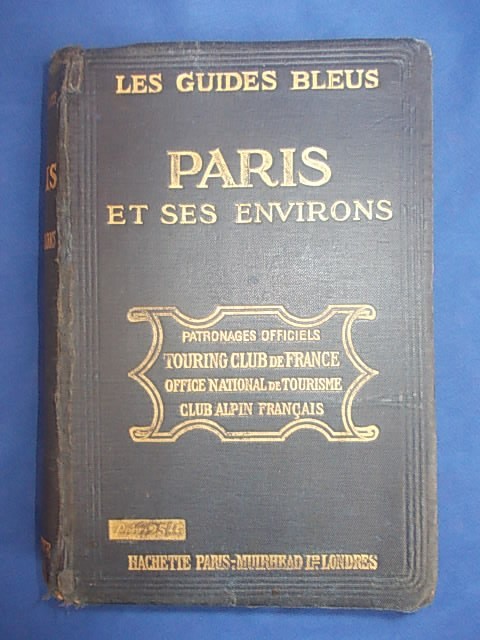 LES GUIDES BLEUS
PARIS
ET SES ENVIRONS
PATRONAGES OFFICIELS
TOURING CLUB DE FRANCE
OFFICE NATIONAL DE TOURISME
CLUB ALPIN FRANÇAIS
HACHETTE PARIS-MUIRHEAD LTD LONDRES
IS